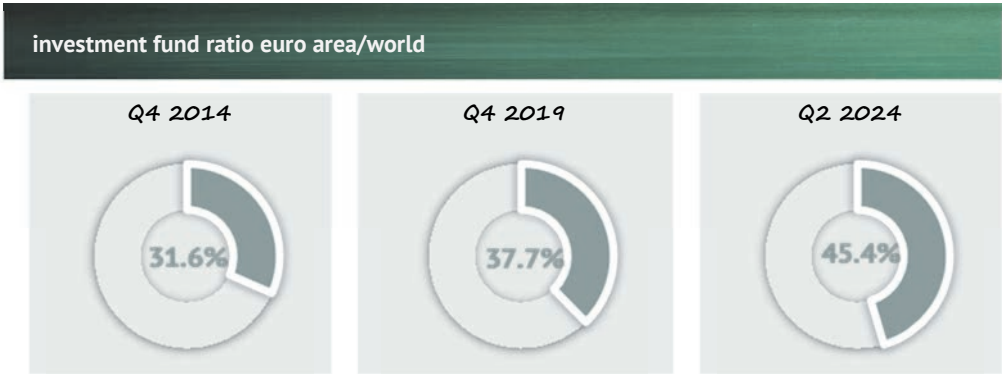 investment fund ratio euro area/world
Q4 2014
Q4 2019
Q2 2024
31.6%
37.7%
45.4%